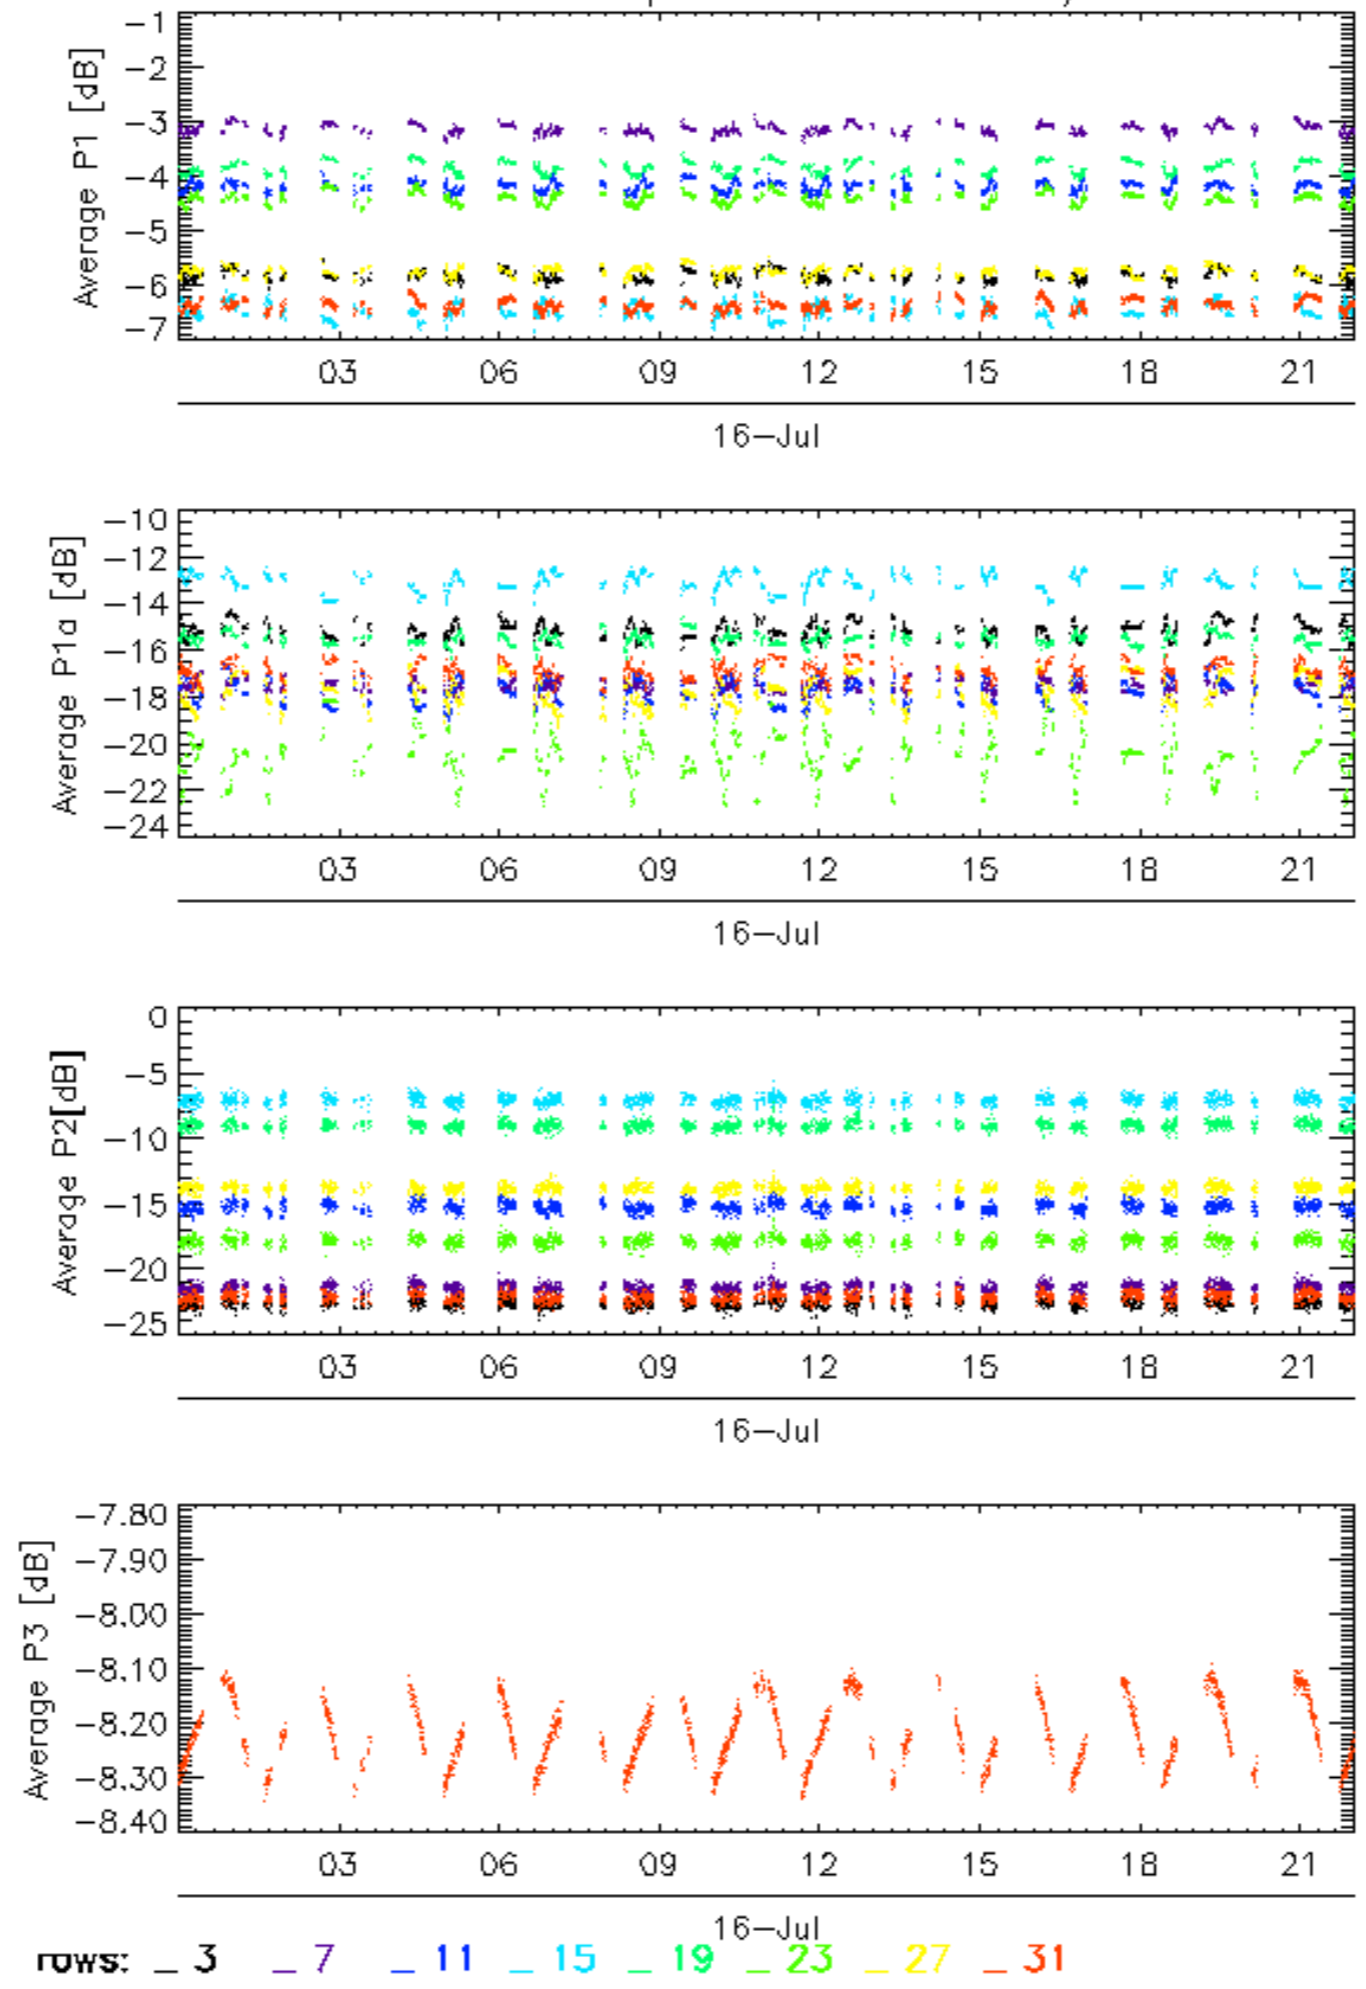 Average P1 [dB]
-1
-2
-3
-4
-5
-6
-7
03 06 09 12 15 18 21
16-Jul
Average P1a [dB]
-10
-12
-14
-16
-18
-20
-22
-24
03 06 09 12 15 18 21
16-Jul
Average P2[dB]
0
-5
-10
-15
-20
-25
03 06 09 12 15 18 21
16-Jul
Average P3 [dB]
-7.80
-7.90
-8.00
-8.10
-8.20
-8.30
-8.40
03 06 09 12 15 18 21
16-Jul
rows: _ 3 _ 7 _ 11 _ 15 _ 19 _ 23 _ 27 _ 31